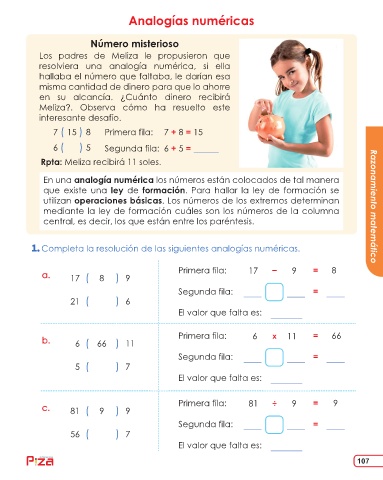 Analogías numéricas
Número misterioso
Los padres de Meliza le propusieron que
resolviera una analogía numérica, si ella
hallaba el número que faltaba, le darían esa
misma cantidad de dinero para que lo ahorre
en su alcancía. ¿Cuánto dinero recibirá
Meliza?. Observa cómo ha resuelto este
interesante desafío.
7 ( 15 ) 8 Primera fila: 7 + 8 = 15
6 ( ) 5 Segunda fila: 6 + 5 = ______
Rpta: Meliza recibirá 11 soles.
En una analogía numérica los números están colocados de tal manera
que existe una ley de formación. Para hallar la ley de formación se
utilizan operaciones básicas. Los números de los extremos determinan
mediante la ley de formación cuáles son los números de la columna
central, es decir, los que están entre los paréntesis.
Razonamiento matemático
1. Completa la resolución de las siguientes analogías numéricas.
a. 17 ( 8 ) 9 Primera fila: 17 – 9 = 8
21 ( ) 6 Segunda fila: ____ ____ = ____
El valor que falta es: ______
b. 6 ( 66 ) 11 Primera fila: 6 x 11 = 66
5 ( ) 7 Segunda fila: ____ ____ = ____
El valor que falta es: ______
c. 81 ( 9 ) 9 Primera fila: 81 ÷ 9 = 9
56 ( ) 7 Segunda fila: ____ ____ = ____
El valor que falta es: ______
107